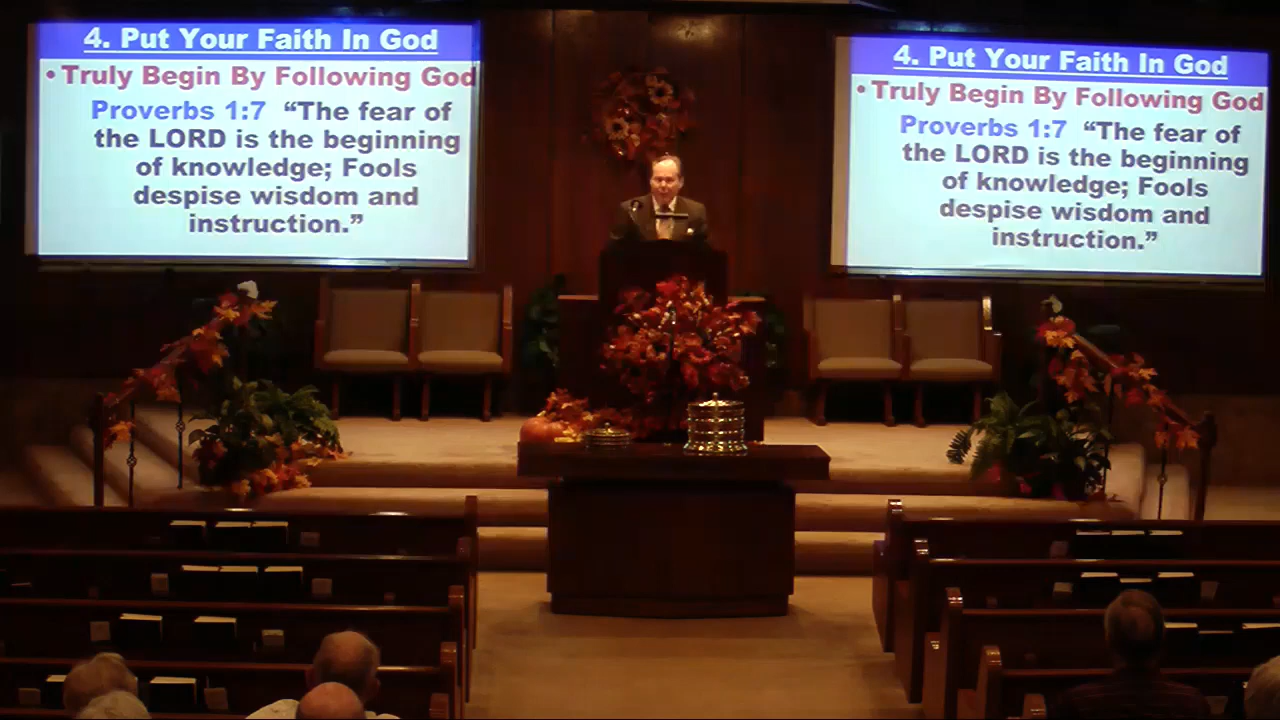 4. Put Your Faith In God
• Truly Begin By Following God
Proverbs 1:7 “The fear of
the LORD is the beginning
of knowledge; Fools
despise wisdom and
instruction.”
4. Put Your Faith In God
• Truly Begin By Following God
Proverbs 1:7 “The fear of
the LORD is the beginning
of knowledge; Fools
despise wisdom and
instruction.”